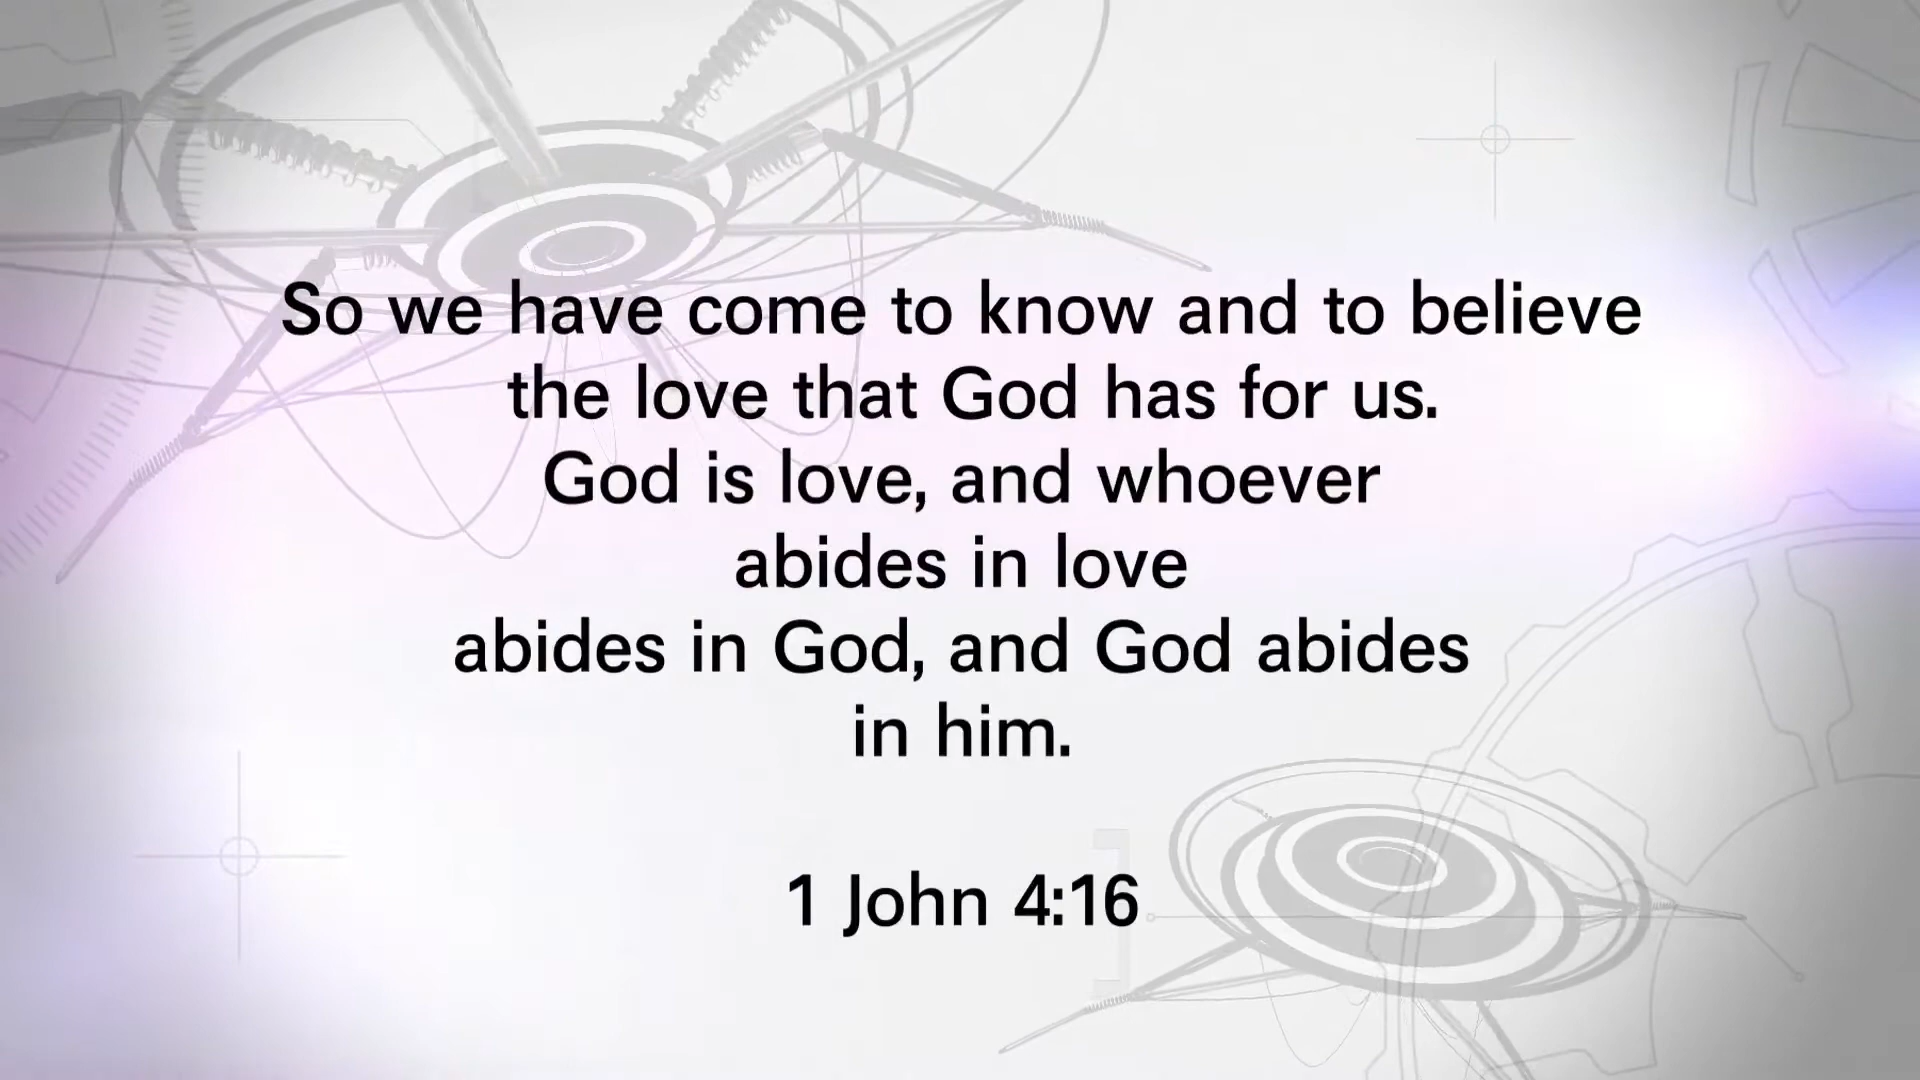 So we have come to know and to believe
the love that God has for us.
God is love, and whoever
abides in love
abides in God, and God abides
in him.
1 John 4:16